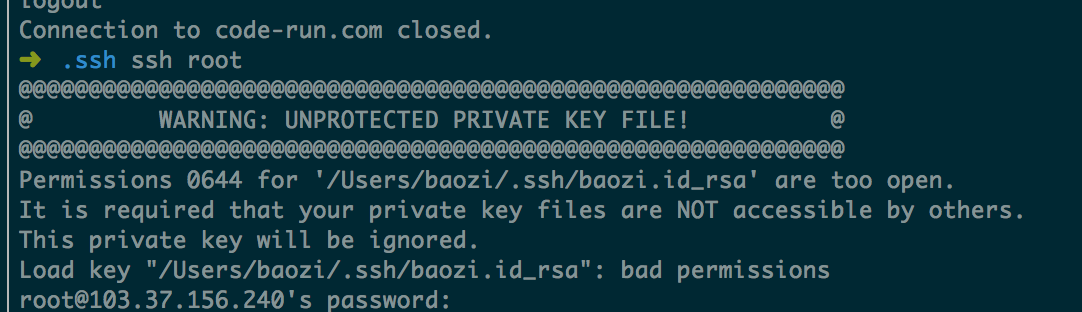 logout
Connection to code-run.com closed.
➜ .ssh ssh root
@@@@@@@@@@@@@@@@@@@@@@@@@@@@@@@@@@@@@@@@@@@@@@@@@@@@@@@@@@@
@         WARNING: UNPROTECTED PRIVATE KEY FILE!          @
@@@@@@@@@@@@@@@@@@@@@@@@@@@@@@@@@@@@@@@@@@@@@@@@@@@@@@@@@@@
Permissions 0644 for '/Users/baozi/.ssh/baozi.id_rsa' are too open.
It is required that your private key files are NOT accessible by others.
This private key will be ignored.
Load key "/Users/baozi/.ssh/baozi.id_rsa": bad permissions
root@103.37.156.240's password: